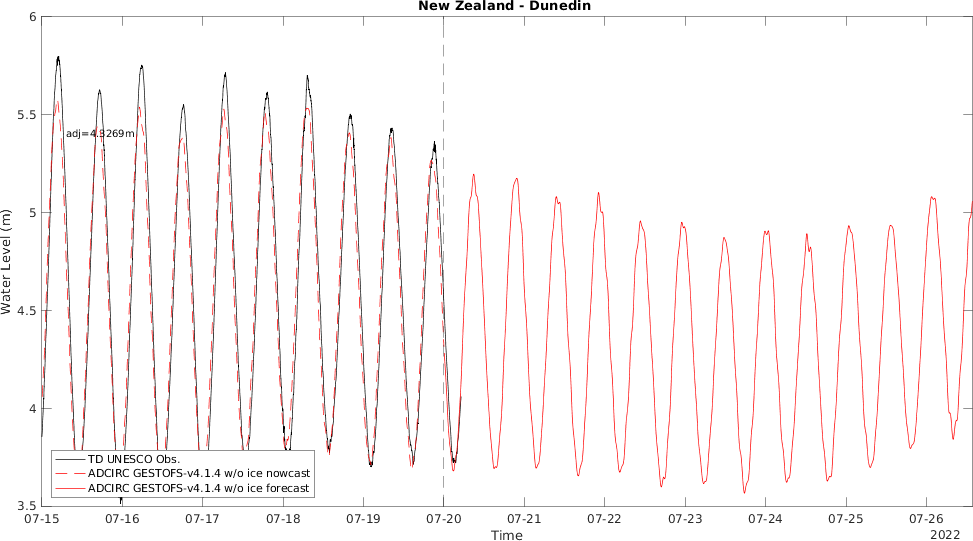 New Zealand - Dunedin
6
5.5
5
4.5
4
3.5
Water Level (m)
adj=4.3269m
TD UNESCO Obs.
ADCIRC GESTOFS-v4.1.4 w/o ice nowcast
ADCIRC GESTOFS-v4.1.4 w/o ice forecast
07-15 07-16 07-17 07-18 07-19 07-20 07-21 07-22 07-23 07-24 07-25 07-26
2022
Time